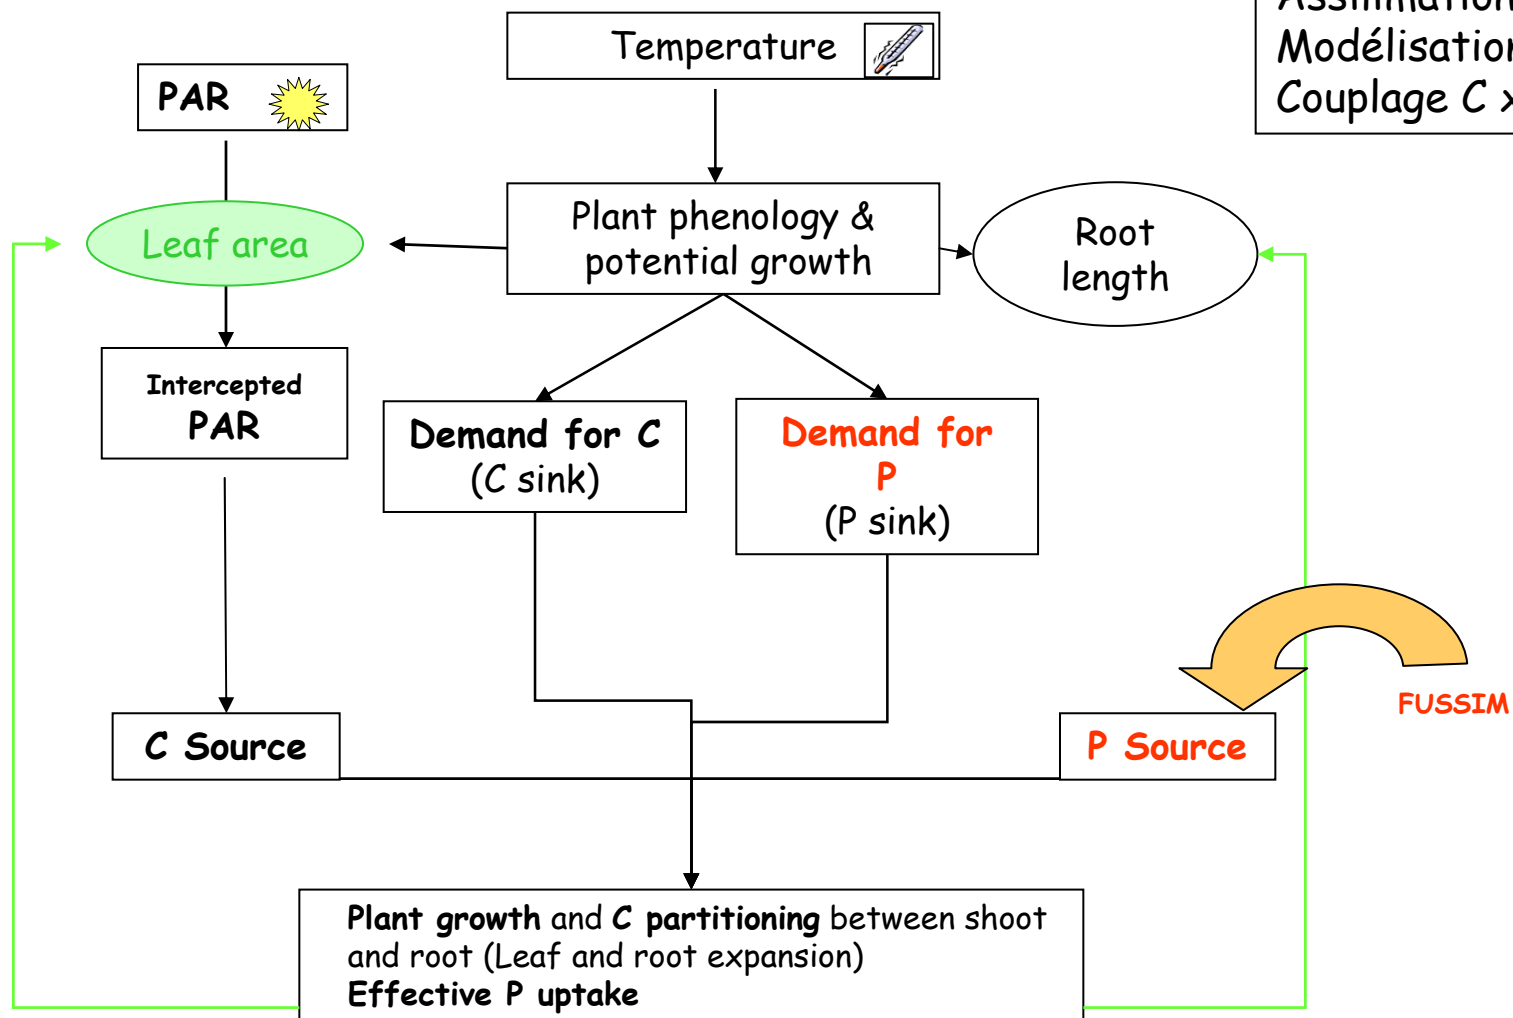 Temperature
Modélisation
Couplage C x
PAR
Plant phenology &
potential growth
Leaf area
Root
length
Intercepted
PAR
Demand for C
(C sink)
Demand for
P
(P sink)
FUSSIM
C Source
P Source
Plant growth and C partitioning between shoot
and root (Leaf and root expansion)
Effective P uptake